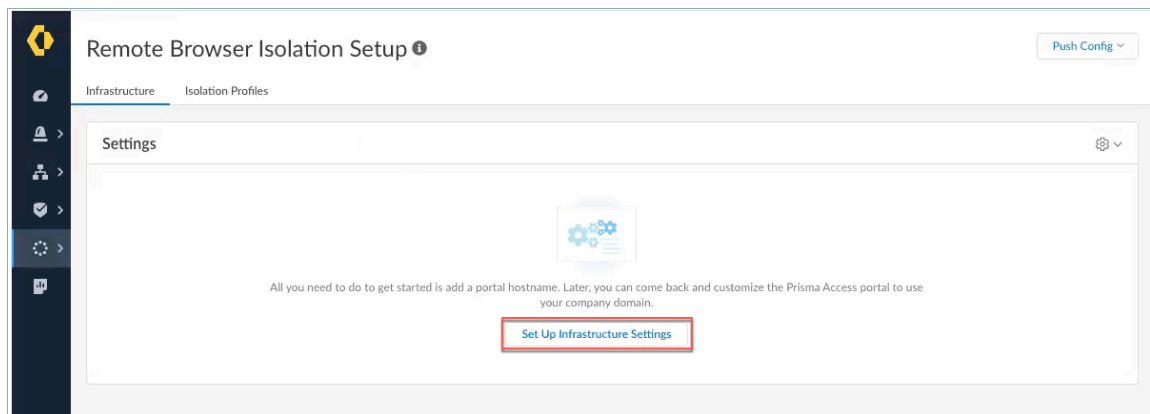 Remote Browser Isolation Setup
Push Config
Infrastructure Isolation Profiles
Settings
All you need to do to get started is add a portal hostname. Later, you can come back and customize the Prisma Access portal to use
your company domain.
Set Up Infrastructure Settings